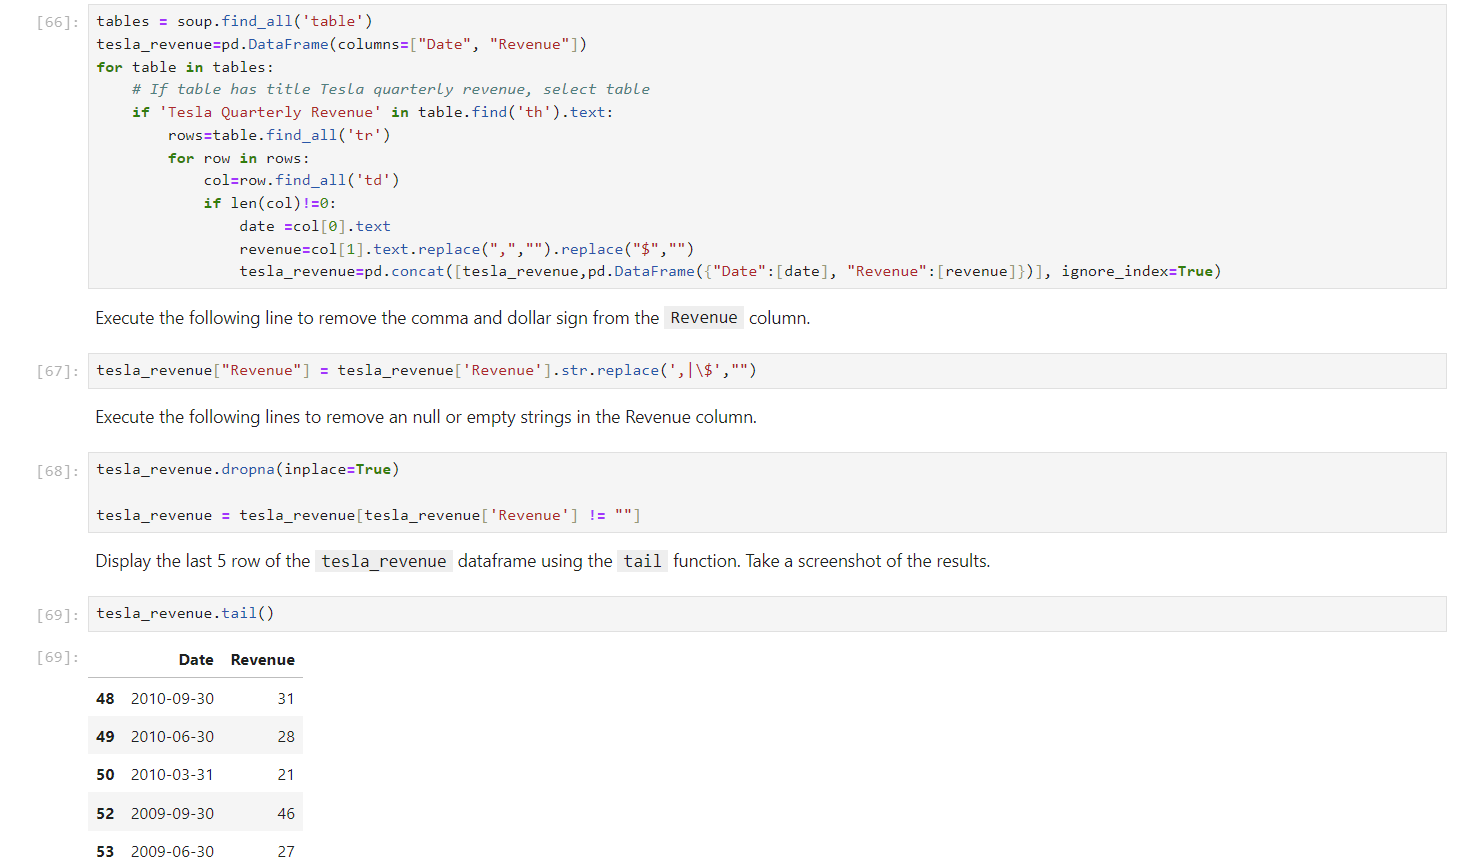 [66]: tables = soup.find_all('table')
tesla_revenue=pd.DataFrame(columns=["Date", "Revenue"])
for table in tables:
    # If table has title Tesla quarterly revenue, select table
    if 'Tesla Quarterly Revenue' in table.find('th').text:
        rows=table.find_all('tr')
        for row in rows:
            col=row.find_all('td')
            if len(col)!=0:
                date =col[0].text
                revenue=col[1].text.replace(",","").replace("$","")
                tesla_revenue=pd.concat([tesla_revenue,pd.DataFrame({"Date":[date], "Revenue":[revenue]})], ignore_index=True)
Execute the following line to remove the comma and dollar sign from the Revenue column.
[67]: tesla_revenue["Revenue"] = tesla_revenue['Revenue'].str.replace(',|\$',"")
Execute the following lines to remove an null or empty strings in the Revenue column.
[68]: tesla_revenue.dropna(inplace=True)
tesla_revenue = tesla_revenue[tesla_revenue['Revenue'] != ""]
Display the last 5 row of the tesla_revenue dataframe using the tail function. Take a screenshot of the results.
[69]: tesla_revenue.tail()
[69]: Date Revenue
48 2010-09-30 31
49 2010-06-30 28
50 2010-03-31 21
52 2009-09-30 46
53 2009-06-30 27